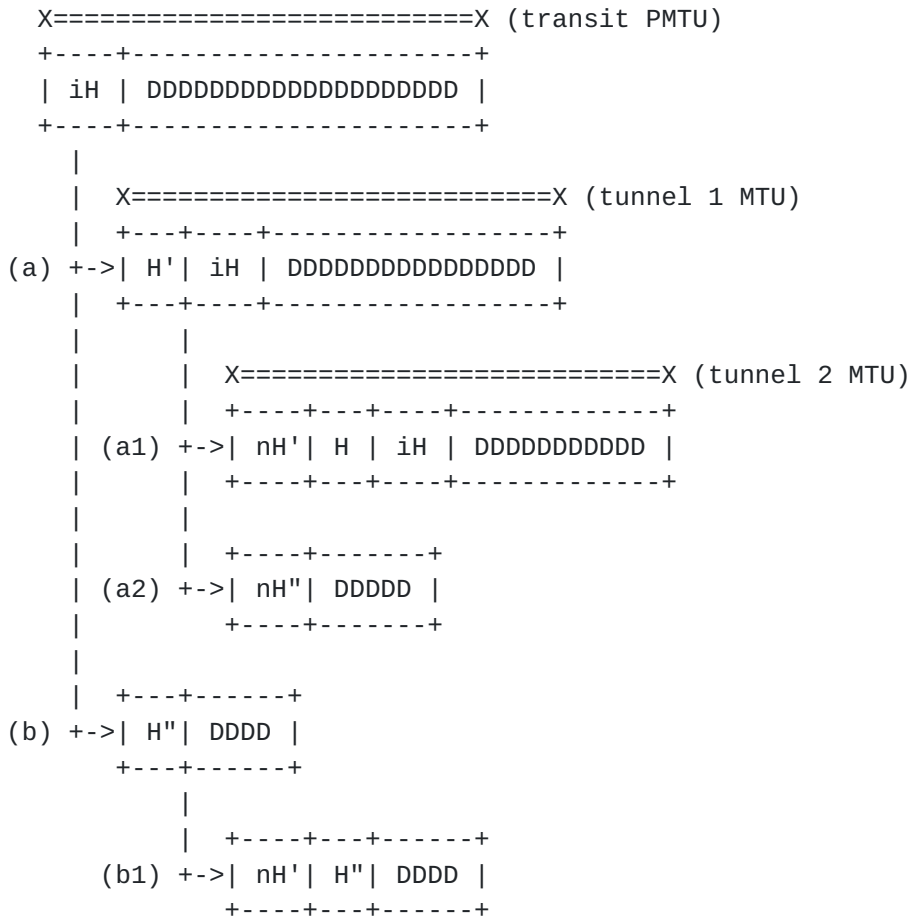 X===========================X (transit PMTU)
+----+----------------------+
| iH | DDDDDDDDDDDDDDDDDDDD |
+----+----------------------+
  |
  |  X===========================X (tunnel 1 MTU)
  |  +---+----+------------------+
(a) +->| H'| iH | DDDDDDDDDDDDDDDD |
  |  +---+----+------------------+
  |      |
  |      |  X===========================X (tunnel 2 MTU)
  |      |  +----+---+----+-------------+
  | (a1) +->| nH'| H | iH | DDDDDDDDDDD |
  |      |  +----+---+----+-------------+
  |      |
  |      |  +----+-------+
  | (a2) +->| nH"| DDDDD |
  |         +----+-------+
  |
  |  +---+------+
(b) +->| H"| DDDD |
     +---+------+
         |
         |  +----+---+------+
    (b1) +->| nH'| H"| DDDD |
            +----+---+------+